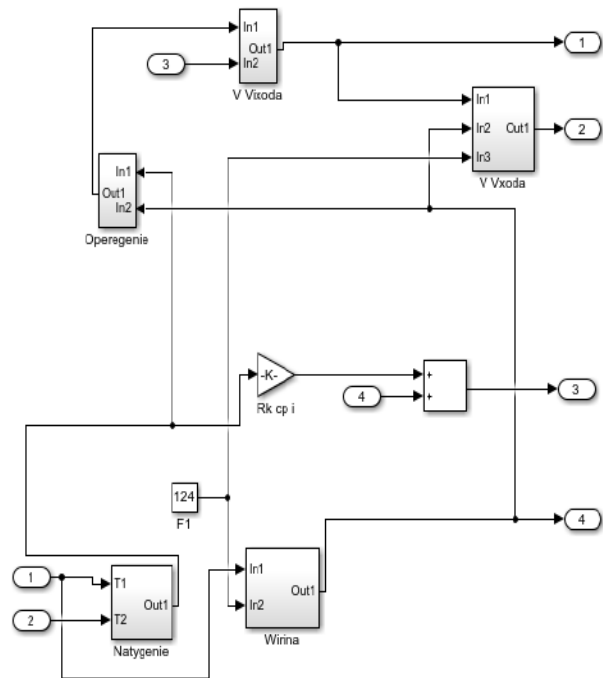 In1
Out1
In2
3
V Vixoda
1
In1
In2
Out1
In3
V Vxoda
2
In1
Out1
In2
Operegenie
-K-
Rk cp i
+
+
4
3
124
F1
4
1
2
T1
Out1
T2
Natygenie
In1
Out1
In2
Wirina